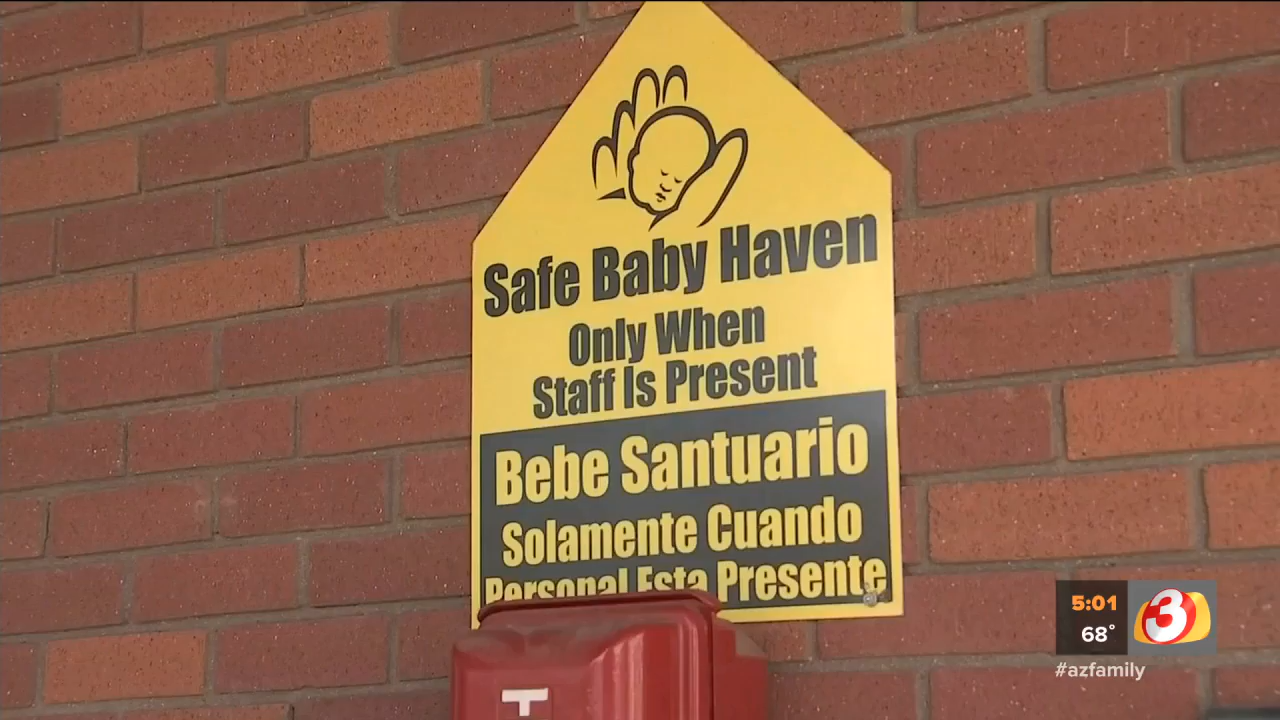 Safe Baby Haven
Only When
Staff Is Present
Bebe Santuario
Solamente Cuando
Personal Esta Presente
T
5:01
68°
3
#azfamily